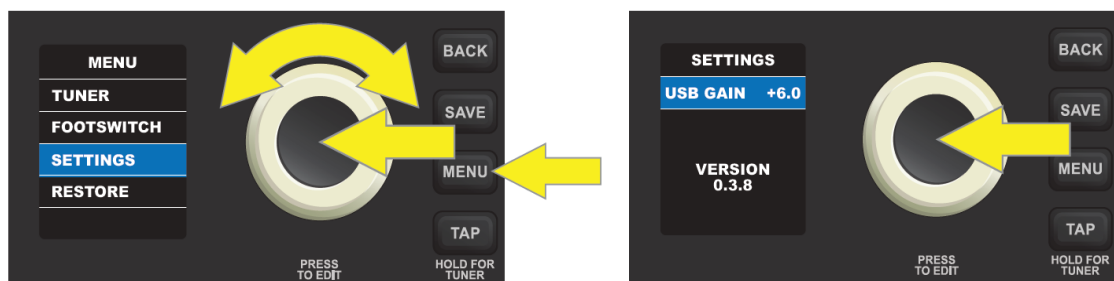 MENU
TUNER
FOOTSWITCH
SETTINGS
RESTORE
BACK
SAVE
MENU
TAP
PRESS
TO EDIT
HOLD FOR
TUNER
SETTINGS
USB GAIN +6.0
VERSION
0.3.8
BACK
SAVE
MENU
TAP
PRESS
TO EDIT
HOLD FOR
TUNER